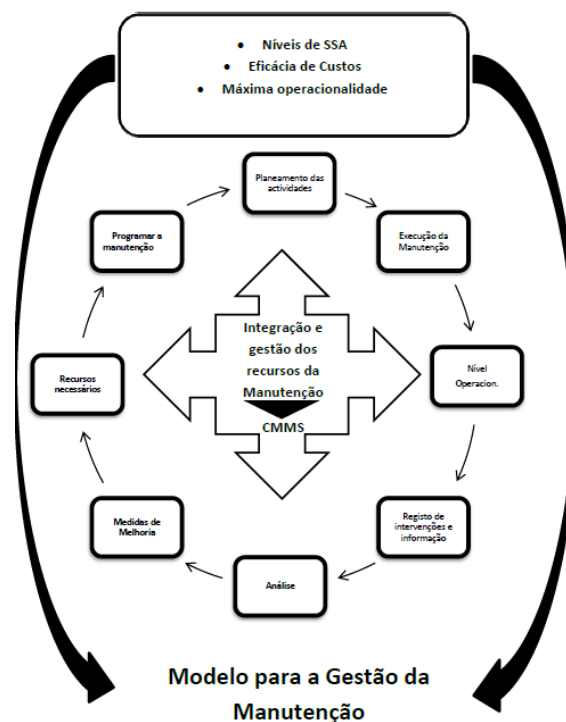 • Níveis de SSA
• Eficácia de Custos
• Máxima operacionalidade
Planeamento das
actividades
Execução da
Manutenção
Nível
Operacion.
Registo de
intervenções e
informação
Análise
Medidas de
Melhoria
Recursos
necessários
Programar a
manutenção
Integração e
gestão dos
recursos da
Manutenção
CMMS
Modelo para a Gestão da
Manutenção